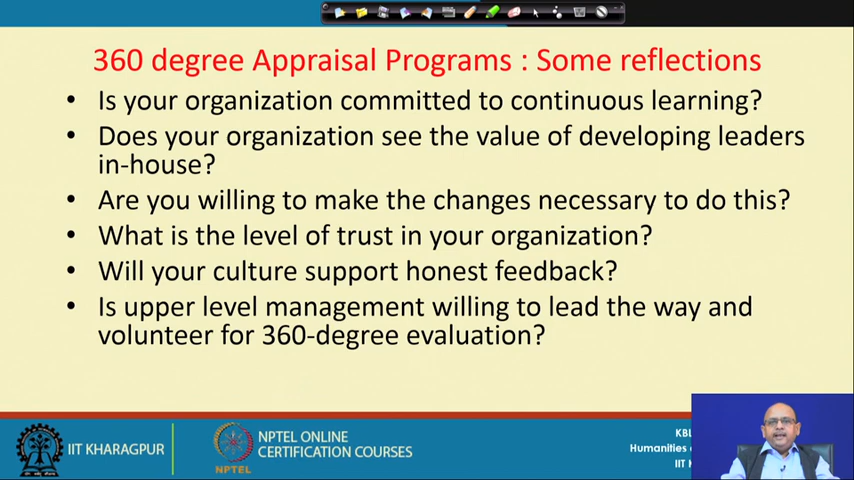 360 degree Appraisal Programs : Some reflections
• Is your organization committed to continuous learning?
• Does your organization see the value of developing leaders
in-house?
• Are you willing to make the changes necessary to do this?
• What is the level of trust in your organization?
• Will your culture support honest feedback?
• Is upper level management willing to lead the way and
volunteer for 360-degree evaluation?
IIT KHARAGPUR
NPTEL
NPTEL ONLINE
CERTIFICATION COURSES
KBL
Humanities
IIT K